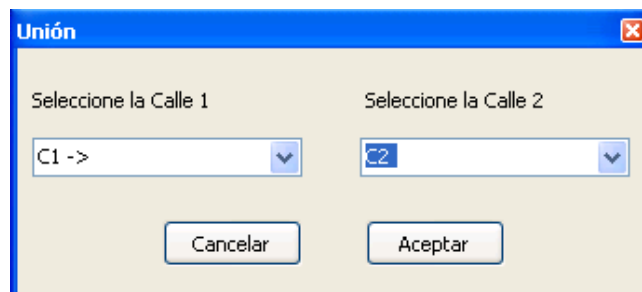 Unión
Seleccione la Calle 1 Seleccione la Calle 2
C1 -> C2
Cancelar Aceptar